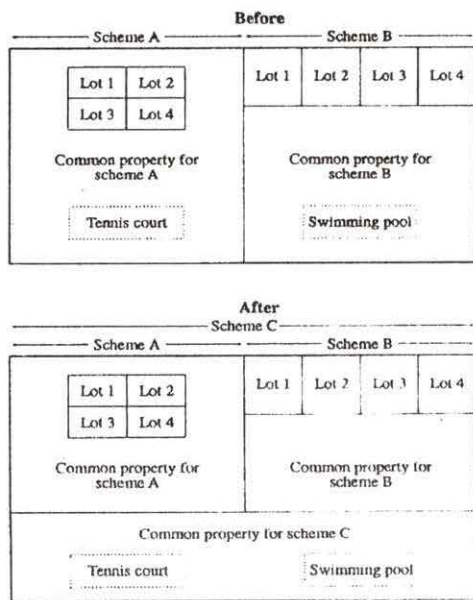 Before
Scheme A Scheme B
Lot 1 Lot 2 Lot 1 Lot 2 Lot 3 Lot 4
Lot 3 Lot 4
Common property for Common property for
scheme A scheme B
Tennis court Swimming pool
After
Scheme C
Scheme A Scheme B
Lot 1 Lot 2 Lot 1 Lot 2 Lot 3 Lot 4
Lot 3 Lot 4
Common property for Common property for
scheme A scheme B
Common property for scheme C
Tennis court Swimming pool